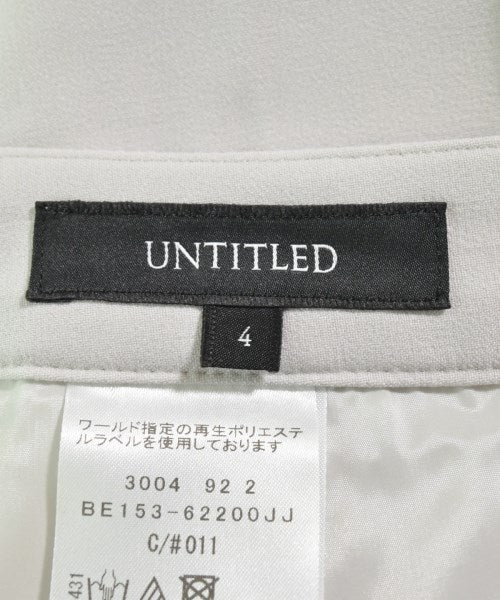 UNTITLED
4
ワールド指定の再生ポリエステ
ルラベルを使用しております
3004 92 2
BE153-62200JJ
C/#011
431